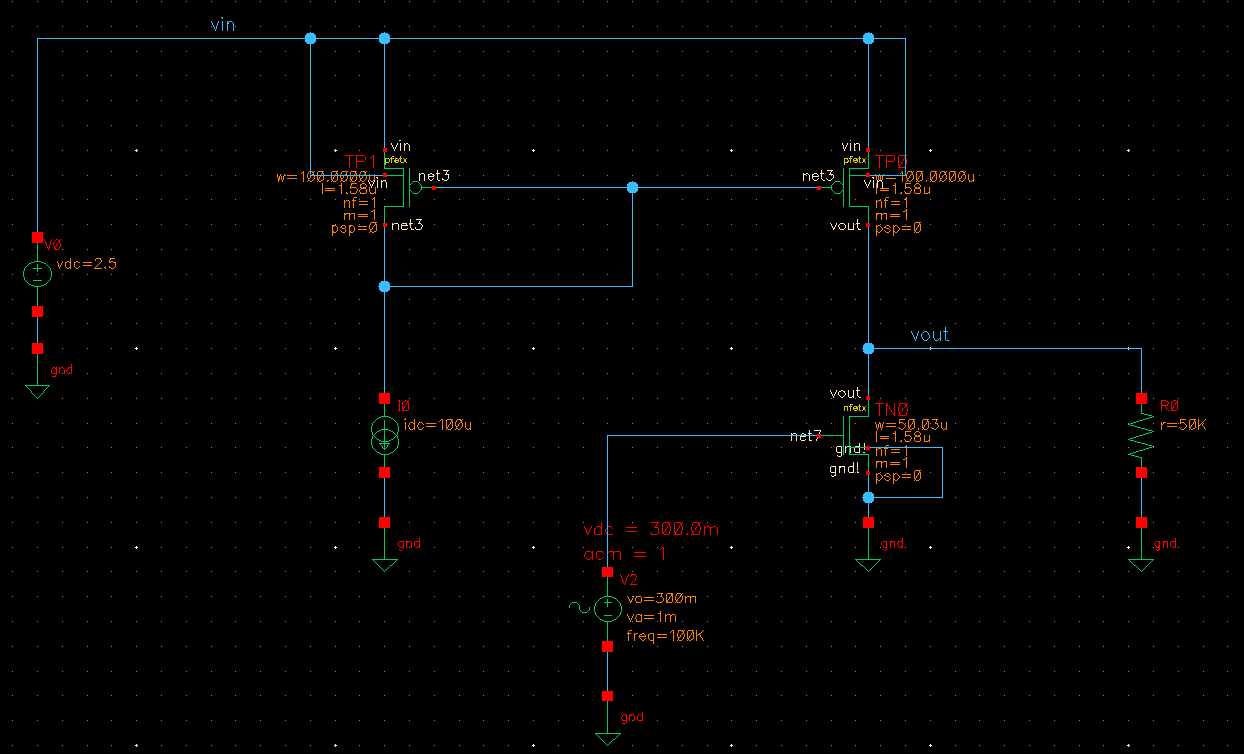 vin
vin
TP1
pfetx
w=100.0000u
vin
l=1.58u
nf=1
m=1
psp=0
net3
net3
vin
pfetx
TP0
net3
w=100.0000u
vin
l=1.58u
nf=1
m=1
psp=0
vout
V0
vdc=2.5
gnd
vout
I0
idc=100u
gnd
vout
nfetx
TN0
w=50.03u
net7
l=1.58u
gnd!
nf=1
m=1
gnd!
psp=0
gnd
R0
r=50K
gnd
vdc = 300.0m
acm = 1
V2
vo=300m
va=1m
freq=100K
gnd